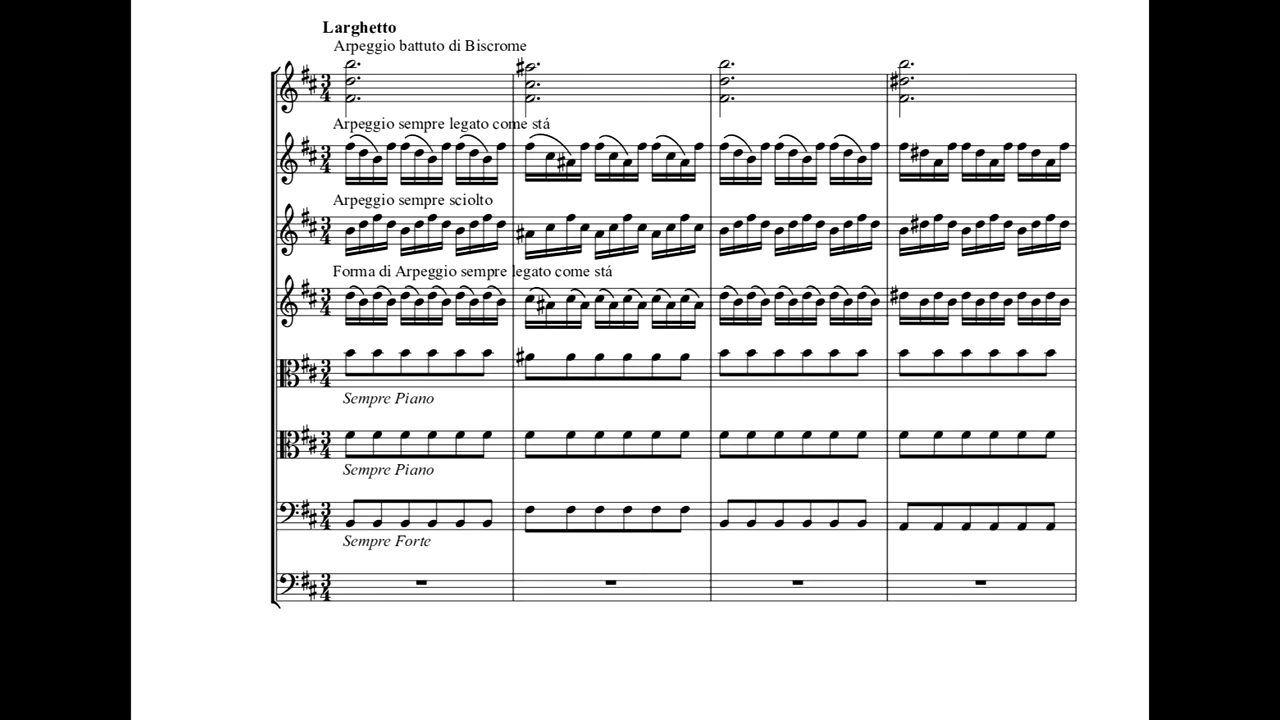 Larghetto
Arpeggio battuto di Biscrome
Arpeggio sempre legato come stá
Arpeggio sempre sciolto
Forma di Arpeggio sempre legato come stá
Sempre Piano
Sempre Piano
Sempre Forte